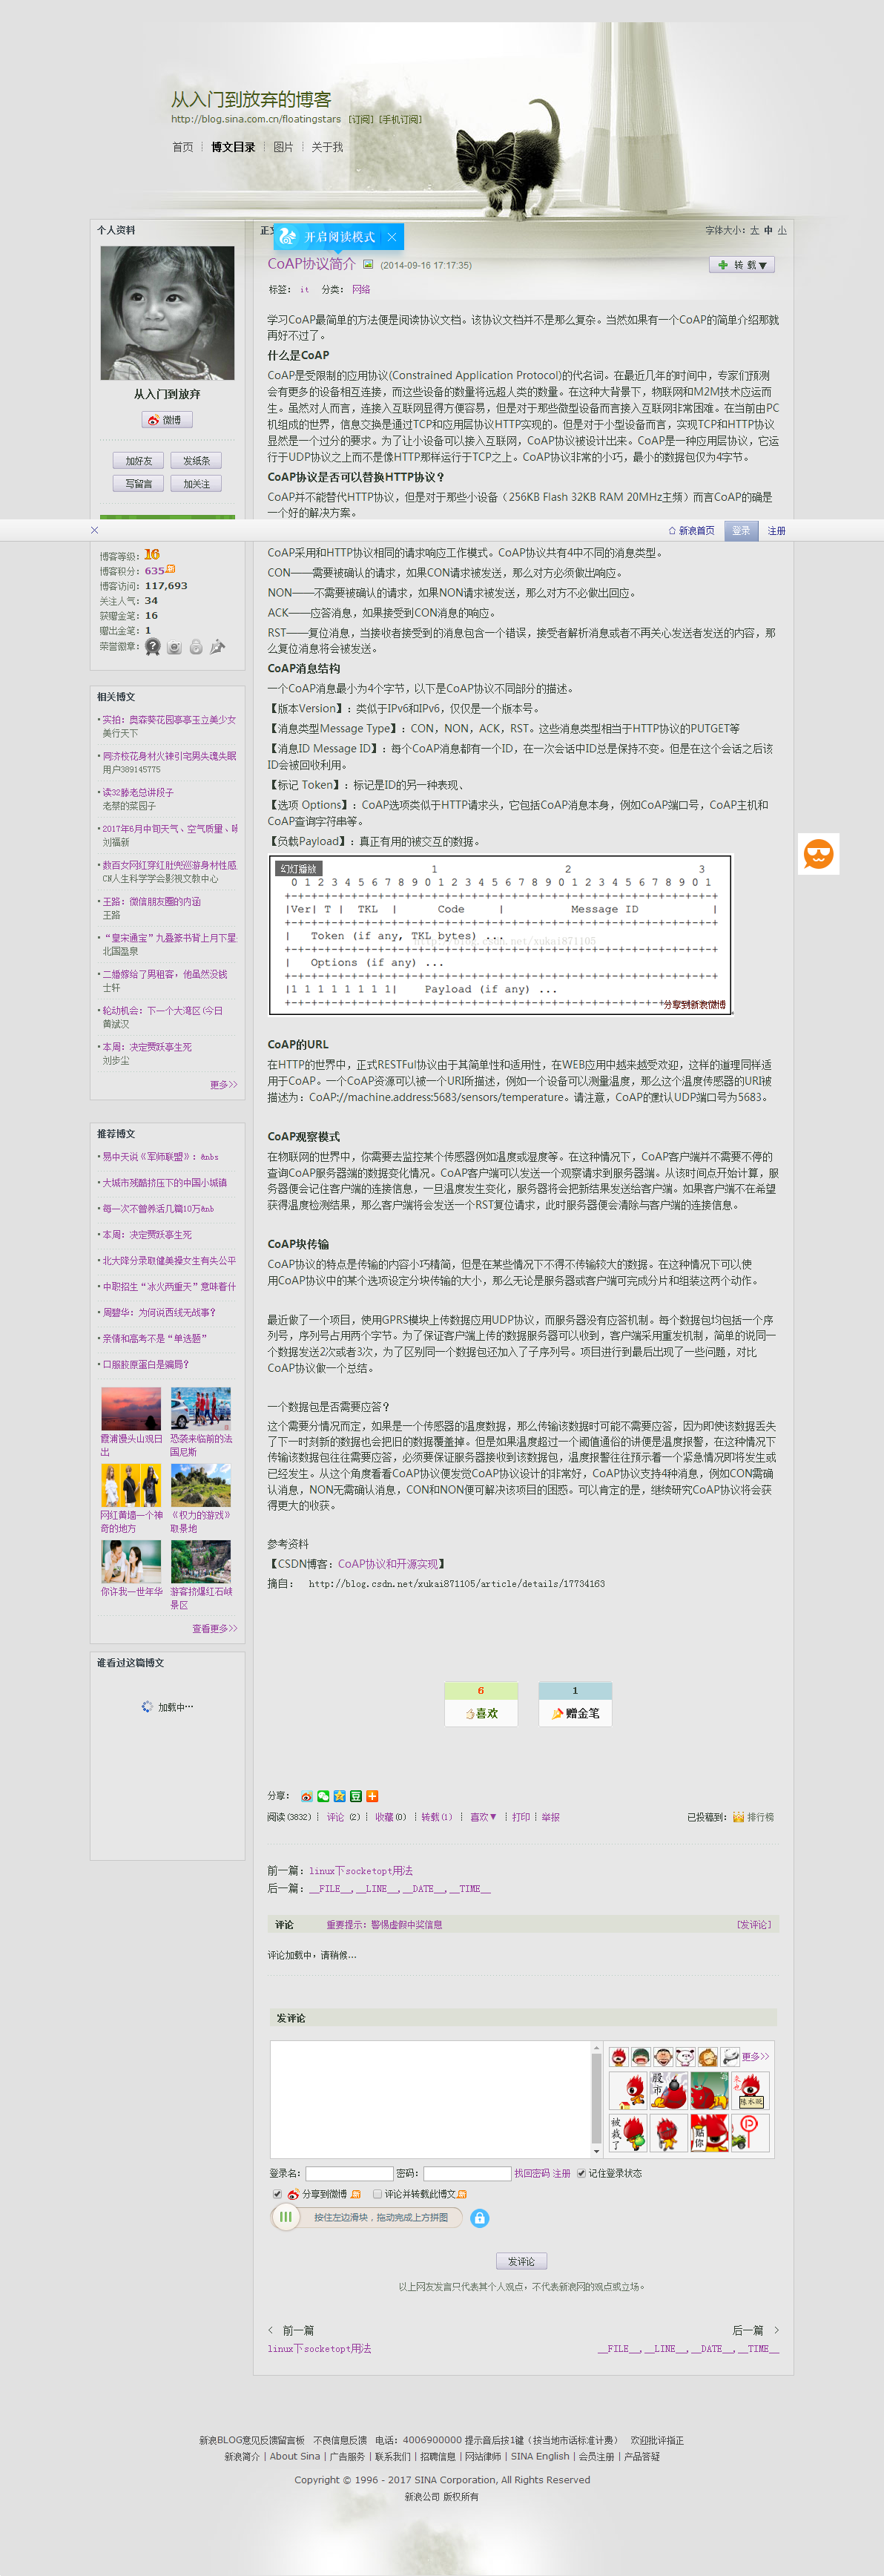 从入门到放弃的博客
http://blog.sina.com.cn/floatingstars [订阅] [手机订阅]
首页 博文目录 图片 关于我
个人资料
从入门到放弃
微博
加好友 发纸条
写留言 加关注
正文
开启阅读模式
字体大小：大 中 小
CoAP协议简介 (2014-09-16 17:17:35)
转载▼
标签： it 分类： 网络
学习CoAP最简单的方法便是阅读协议文档。该协议文档并不是那么复杂。当然如果有一个CoAP的简单介绍那就
再好不过了。
什么是CoAP
CoAP是受限制的应用协议(Constrained Application Protocol)的代名词。在最近几年的时间中，专家们预测
会有更多的设备相互连接，而这些设备的数量将远超人类的数量。在这种大背景下，物联网和M2M技术应运而
生。虽然对人而言，连接入互联网显得方便容易，但是对于那些微型设备而言接入互联网非常困难。在当前由PC
机组成的世界，信息交换是通过TCP和应用层协议HTTP实现的。但是对于小型设备而言，实现TCP和HTTP协议
显然是一个过分的要求。为了让小设备可以接入互联网，CoAP协议被设计出来。CoAP是一种应用层协议，它运
行于UDP协议之上而不是像HTTP那样运行于TCP之上。CoAP协议非常的小巧，最小的数据包仅为4字节。
CoAP协议是否可以替换HTTP协议？
CoAP并不能替代HTTP协议，但是对于那些小设备（256KB Flash 32KB RAM 20MHz主频）而言CoAP的确是
一个好的解决方案。
新浪首页 登录 注册
CoAP采用和HTTP协议相同的请求响应工作模式。CoAP协议共有4中不同的消息类型。
CON——需要被确认的请求，如果CON请求被发送，那么对方必须做出响应。
NON——不需要被确认的请求，如果NON请求被发送，那么对方不必做出回应。
ACK——应答消息，如果接受到CON消息的响应。
RST——复位消息，当接收者接受到的消息包含一个错误，接受者解析消息或者不再关心发送者发送的内容，那
么复位消息将会被发送。
CoAP消息结构
一个CoAP消息最小为4个字节，以下是CoAP协议不同部分的描述。
【版本Version】：类似于IPv6和IPv6，仅仅是一个版本号。
【消息类型Message Type】：CON，NON，ACK，RST。这些消息类型相当于HTTP协议的PUTGET等
【消息ID Message ID】：每个CoAP消息都有一个ID，在一次会话中ID总是保持不变。但是在这个会话之后该
ID会被回收利用。
【标记 Token】：标记是ID的另一种表现、
【选项 Options】：CoAP选项类似于HTTP请求头，它包括CoAP消息本身，例如CoAP端口号，CoAP主机和
CoAP查询字符串等。
【负载Payload】：真正有用的被交互的数据。
幻灯播放
1 2 3
0 1 2 3 4 5 6 7 8 9 0 1 2 3 4 5 6 7 8 9 0 1 2 3 4 5 6 7 8 9 0 1
|Ver| T | TKL | Code | Message ID |
| Token (if any, TKL bytes) ...
| Options (if any) ...
|1 1 1 1 1 1 1 1| Payload (if any) ...
分享到新浪微博
CoAP的URL
在HTTP的世界中，正式RESTFul协议由于其简单性和适用性，在WEB应用中越来越受欢迎，这样的道理同样适
用于CoAP。一个CoAP资源可以被一个URI所描述，例如一个设备可以测量温度，那么这个温度传感器的URI被
描述为：CoAP://machine.address:5683/sensors/temperature。请注意，CoAP的默认UDP端口号为5683。
CoAP观察模式
在物联网的世界中，你需要去监控某个传感器例如温度或湿度等。在这种情况下，CoAP客户端并不需要不停的
查询CoAP服务器端的数据变化情况。CoAP客户端可以发送一个观察请求到服务器端。从该时间点开始计算，服
务器便会记住客户端的连接信息，一旦温度发生变化，服务器将会把新结果发送给客户端。如果客户端不在希望
获得温度检测结果，那么客户端将会发送一个RST复位请求，此时服务器便会清除与客户端的连接信息。
CoAP块传输
CoAP协议的特点是传输的内容小巧精简，但是在某些情况下不得不传输较大的数据。在这种情况下可以使
用CoAP协议中的某个选项设定分块传输的大小，那么无论是服务器或客户端可完成分片和组装这两个动作。
最近做了一个项目，使用GPRS模块上传数据应用UDP协议，而服务器没有应答机制。每个数据包均包括一个序
列号，序列号占用两个字节。为了保证客户端上传的数据服务器可以收到，客户端采用重发机制，简单的说同一
个数据发送2次或者3次，为了区别同一个数据包还加入了子序列号。项目进行到最后出现了一些问题，对比
CoAP协议做一个总结。
一个数据包是否需要应答？
这个需要分情况而定，如果是一个传感器的温度数据，那么传输该数据时可能不需要应答，因为即使该数据丢失
了下一时刻新的数据也会把旧的数据覆盖掉。但是如果温度超过一个阈值通俗的讲便是温度报警，在这种情况下
传输该数据包往往需要应答，必须要保证服务器接收到该数据包，温度报警往往预示着一个紧急情况即将发生或
已经发生。从这个角度看看CoAP协议便发觉CoAP协议设计的非常好，CoAP协议支持4种消息，例如CON需确
认消息，NON无需确认消息，CON和NON便可解决该项目的困惑。可以肯定的是，继续研究CoAP协议将会获
得更大的收获。
参考资料
【CSDN博客：CoAP协议和开源实现】
摘自： http://blog.csdn.net/xukai871105/article/details/17734163
6 1
喜欢 赠金笔
分享：
阅读(3832) 评论 (2) 收藏(0) 转载(1) 喜欢▼ 打印 举报
已投稿到： 排行榜
前一篇：linux下socketopt用法
后一篇：__FILE__,__LINE__,__DATE__,__TIME__
评论 重要提示：警惕虚假中奖信息 [发评论]
评论加载中，请稍候...
发评论
更多>>
登录名： 密码： 找回密码 注册 记住登录状态
分享到微博 评论并转载此博文
按住左边滑块，拖动完成上方拼图
发评论
以上网友发言只代表其个人观点，不代表新浪网的观点或立场。
< 前一篇 后一篇 >
linux下socketopt用法 __FILE__,__LINE__,__DATE__,__TIME__
博客等级： 16
博客积分：635
博客访问：117,693
关注人气：34
获赠金笔：16
赠出金笔：1
荣誉徽章：
相关博文
实拍：奥森葵花园亭亭玉立美少女
美行天下
同济校花身材火辣引宅男失魂失眠
用户389145775
读32滕老总讲段子
老禁的菜园子
2017年6月中旬天气、空气质量、
刘福新
数百女网红穿红肚兜巡游身材性感
CN人生科学学会影视文教中心
王路：微信朋友圈的内涵
王路
“皇宋通宝”九叠篆书背上月下星
北国盈泉
二婚嫁给了男租客，他虽然没钱
士轩
轮动机会：下一个大湾区(今日
黄斌汉
本周：决定贾跃亭生死
刘步尘
更多>>
推荐博文
易中天说《军师联盟》：&nbs
大城市残酷挤压下的中国小城镇
每一次不曾养活几篇10万&nb
本周：决定贾跃亭生死
北大降分录取健美操女生有失公平
中职招生“冰火两重天”意味着什
周碧华：为何说西线无战事？
亲情和高考不是“单选题”
口服胶原蛋白是骗局？
霞浦漫头山观日出
恐袭来临前的法国尼斯
网红黄墙一个神奇的地方
《权力的游戏》取景地
你许我一世年华
游客挤爆红石峡景区
查看更多>>
谁看过这篇博文
加载中…
新浪BLOG意见反馈留言板 不良信息反馈 电话：4006900000 提示音后按1键（按当地市话标准计费） 欢迎批评指正
新浪简介 | About Sina | 广告服务 | 联系我们 | 招聘信息 | 网站律师 | SINA English | 会员注册 | 产品答疑
Copyright © 1996 - 2017 SINA Corporation, All Rights Reserved
新浪公司 版权所有